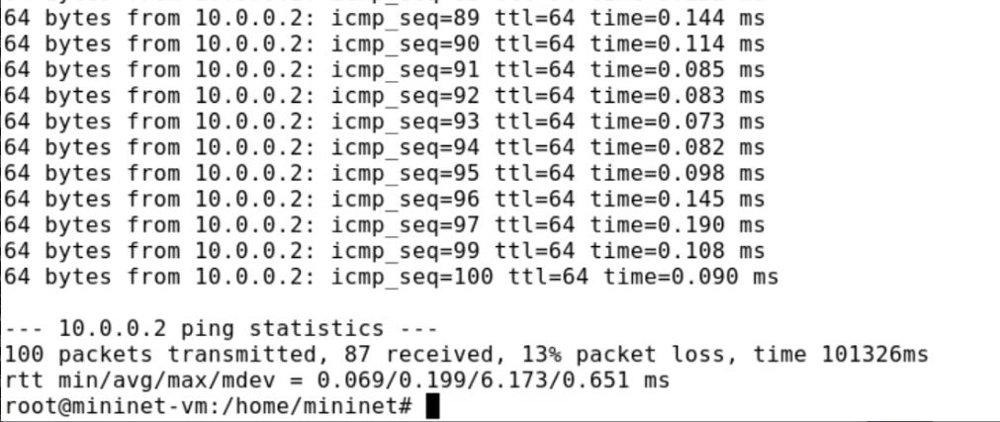 64 bytes from 10.0.0.2: icmp_seq=89 ttl=64 time=0.144 ms
64 bytes from 10.0.0.2: icmp_seq=90 ttl=64 time=0.114 ms
64 bytes from 10.0.0.2: icmp_seq=91 ttl=64 time=0.085 ms
64 bytes from 10.0.0.2: icmp_seq=92 ttl=64 time=0.083 ms
64 bytes from 10.0.0.2: icmp_seq=93 ttl=64 time=0.073 ms
64 bytes from 10.0.0.2: icmp_seq=94 ttl=64 time=0.082 ms
64 bytes from 10.0.0.2: icmp_seq=95 ttl=64 time=0.098 ms
64 bytes from 10.0.0.2: icmp_seq=96 ttl=64 time=0.145 ms
64 bytes from 10.0.0.2: icmp_seq=97 ttl=64 time=0.190 ms
64 bytes from 10.0.0.2: icmp_seq=99 ttl=64 time=0.108 ms
64 bytes from 10.0.0.2: icmp_seq=100 ttl=64 time=0.090 ms
--- 10.0.0.2 ping statistics ---
100 packets transmitted, 87 received, 13% packet loss, time 101326ms
rtt min/avg/max/mdev = 0.069/0.199/6.173/0.651 ms
root@mininet-vm:/home/mininet#